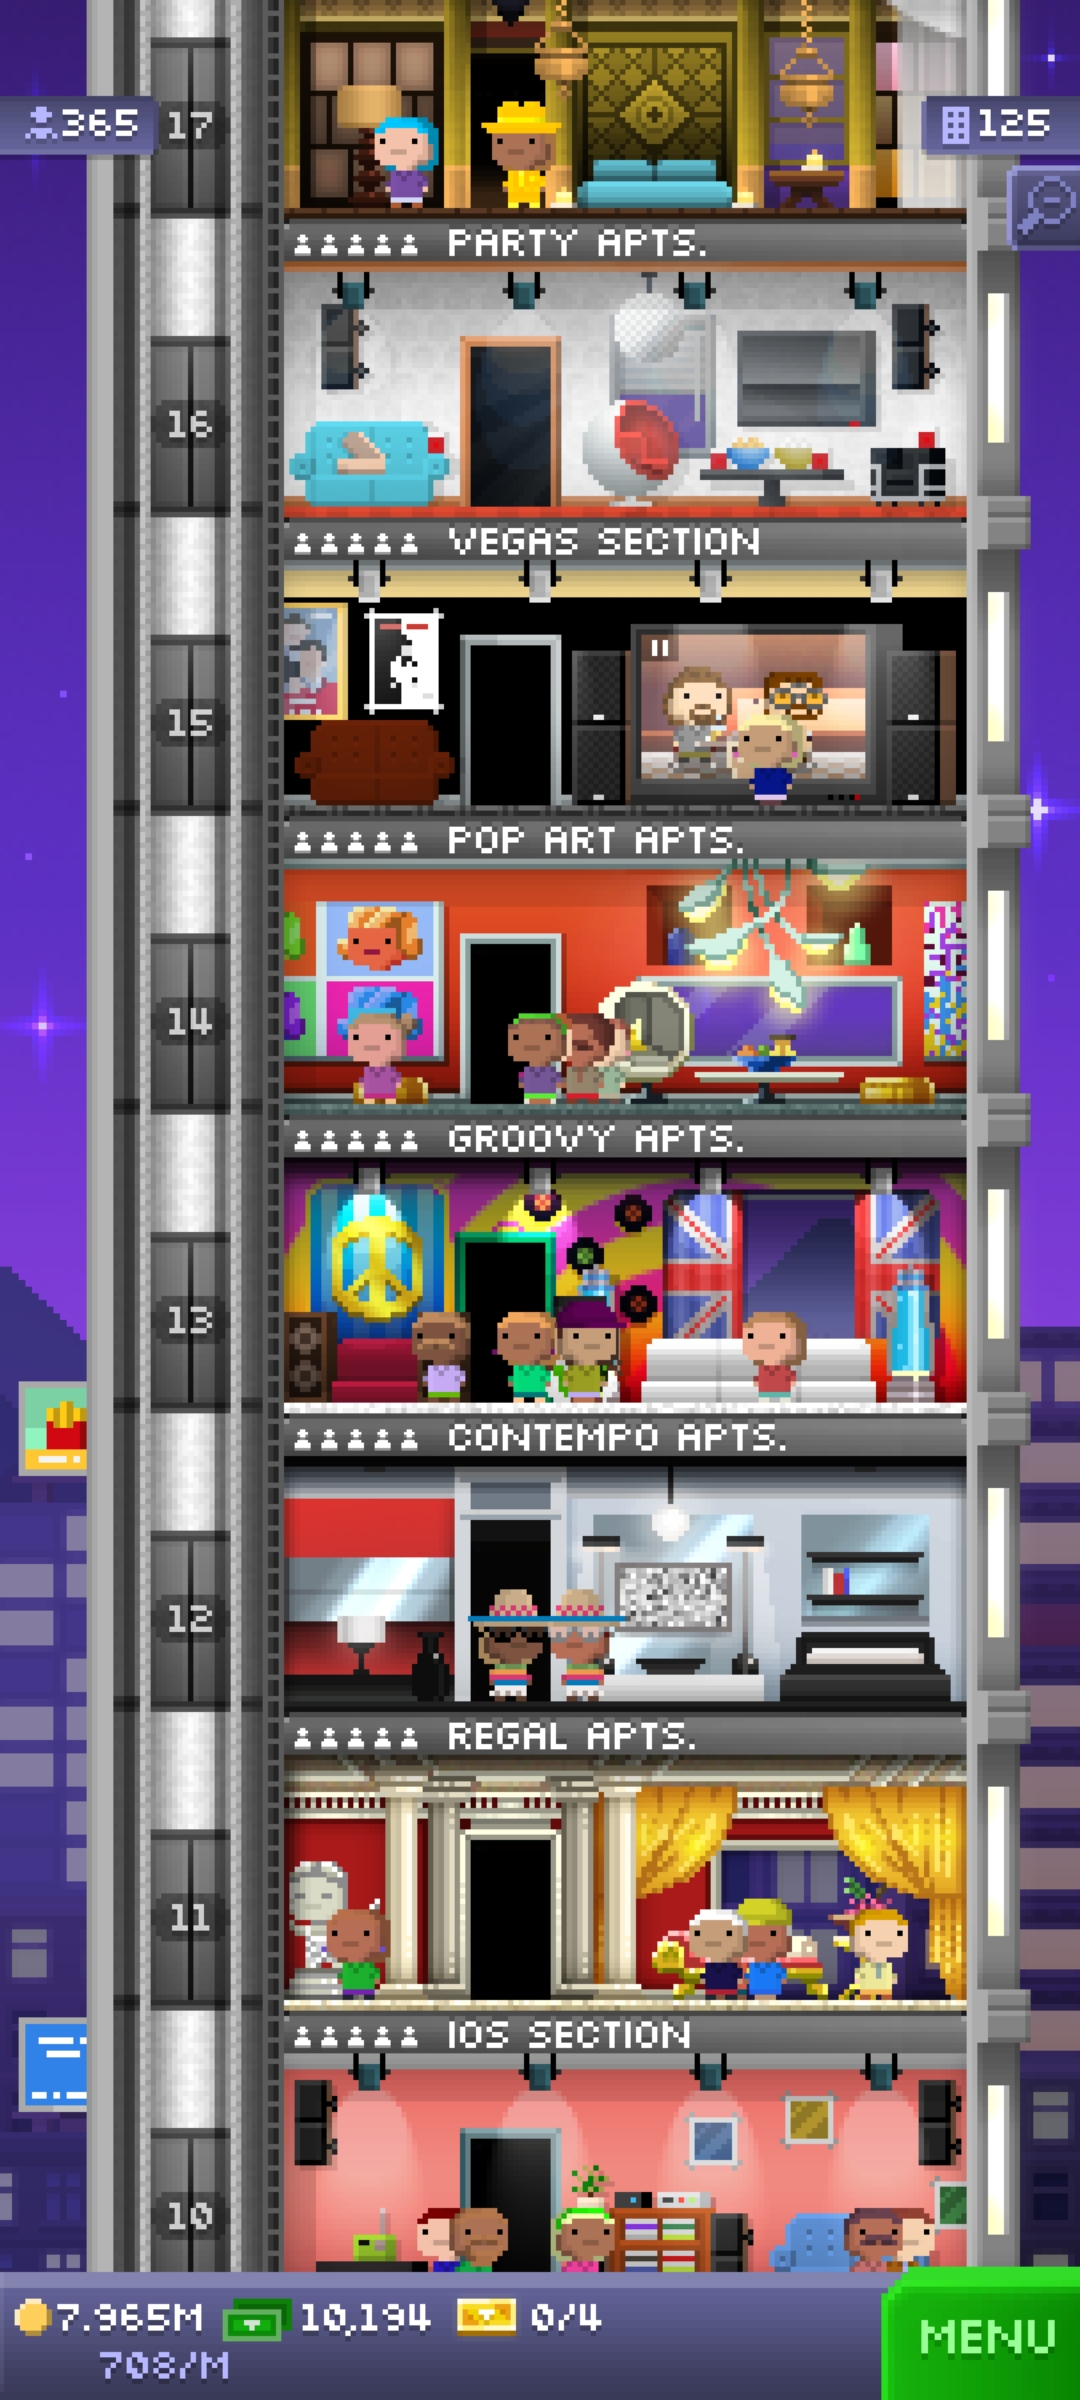 365
17
125
PARTY APTS.
16
VEGAS SECTION
15
POP ART APTS.
14
GROOVY APTS.
13
CONTEMPO APTS.
12
REGAL APTS.
11
IOS SECTION
10
7.965M 10,194 0/4
708/M
MENU